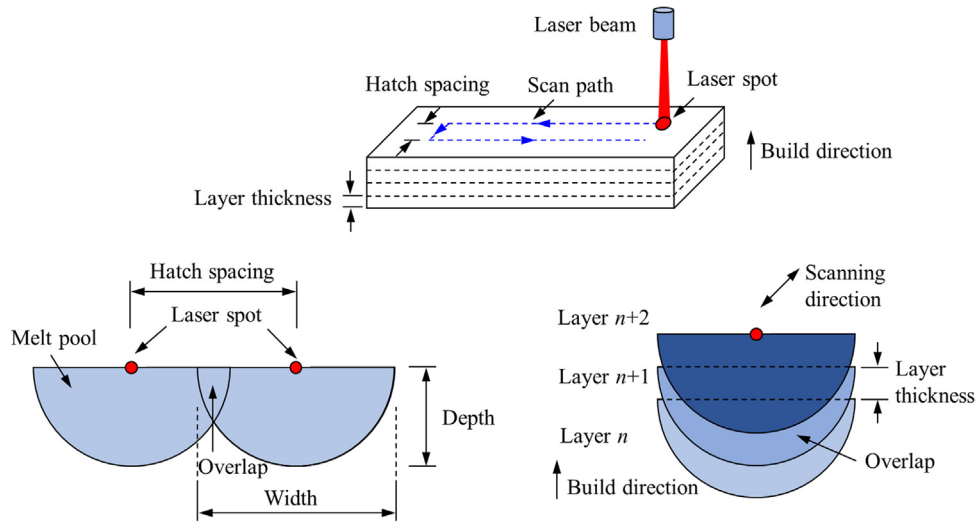 Laser beam
Hatch spacing
Scan path
Laser spot
Build direction
Layer thickness
Hatch spacing
Laser spot
Melt pool
Depth
Overlap
Width
Scanning
direction
Layer n+2
Layer n+1
Layer
thickness
Layer n
Overlap
Build direction